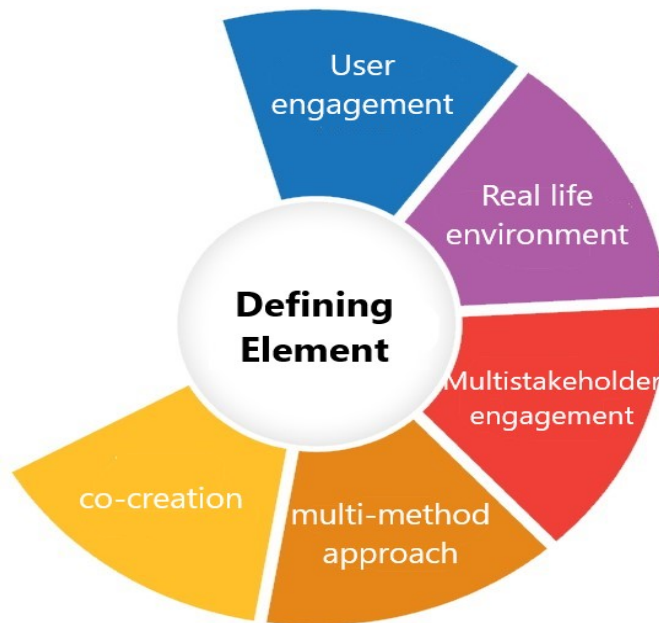 User
engagement
Real life
environment
Defining
Element
Multistakeholder
engagement
multi-method
approach
co-creation